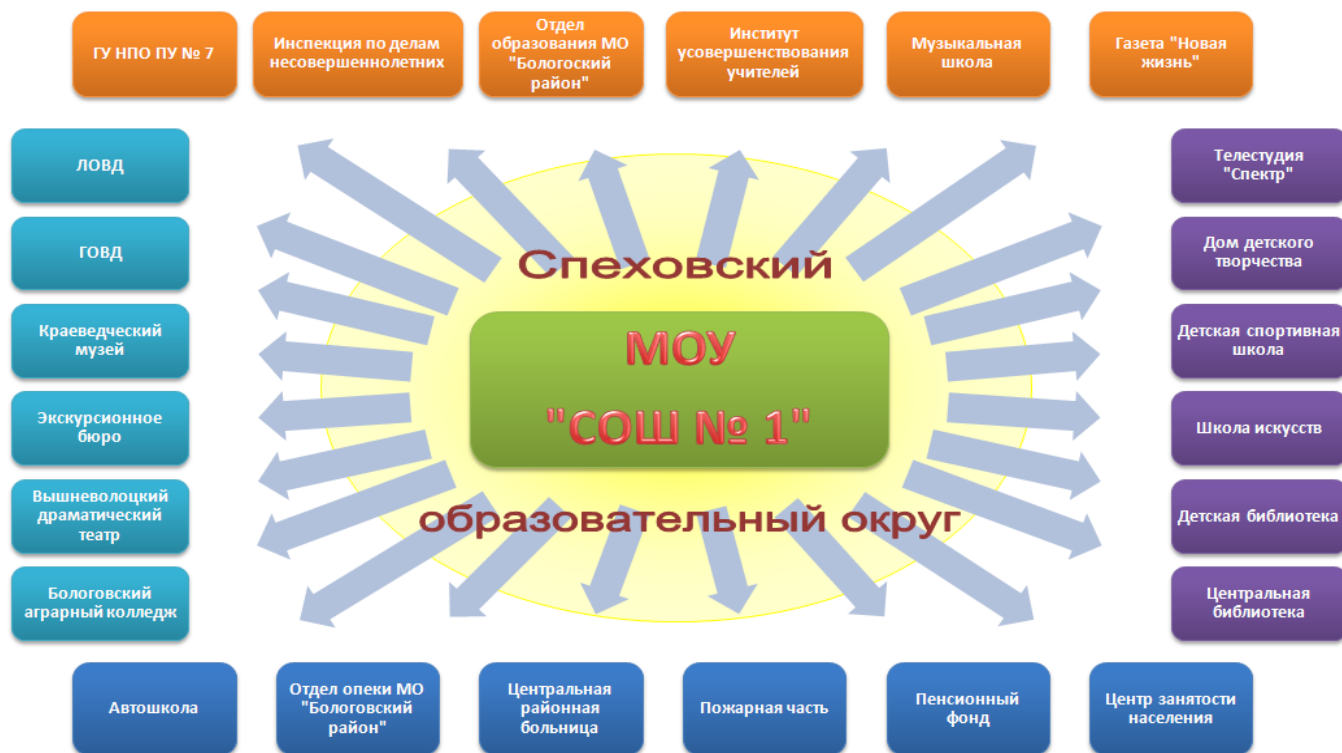 ГУ НПО ПУ № 7
Инспекция по делам
несовершеннолетних
Отдел
образования МО
"Бологоский
район"
Институт
усовершенствования
учителей
Музыкальная
школа
Газета "Новая
жизнь"
ЛОВД
ГОВД
Краеведческий
музей
Экскурсионное
бюро
Вышневолоцкий
драматический
театр
Бологовский
аграрный колледж
Спеховский
МОУ
"СОШ № 1"
образовательный округ
Телестудия
"Спектр"
Дом детского
творчества
Детская спортивная
школа
Школа искусств
Детская библиотека
Центральная
библиотека
Автошкола
Отдел опеки МО
"Бологовский
район"
Центральная
районная
больница
Пожарная часть
Пенсионный
фонд
Центр занятости
населения